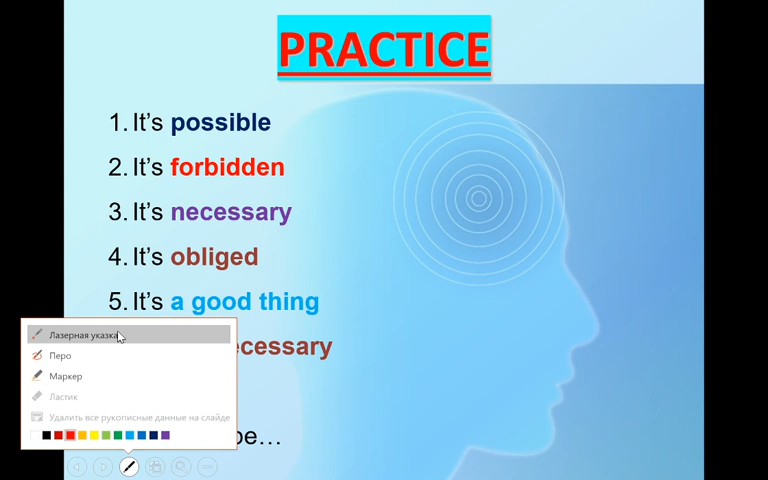 PRACTICE
1. It's possible
2. It's forbidden
3. It's necessary
4. It's obliged
5. It's a good thing
ecessary
be…
Лазерная указка
Перо
Маркер
Ластик
Удалить все рукописные данные на слайде